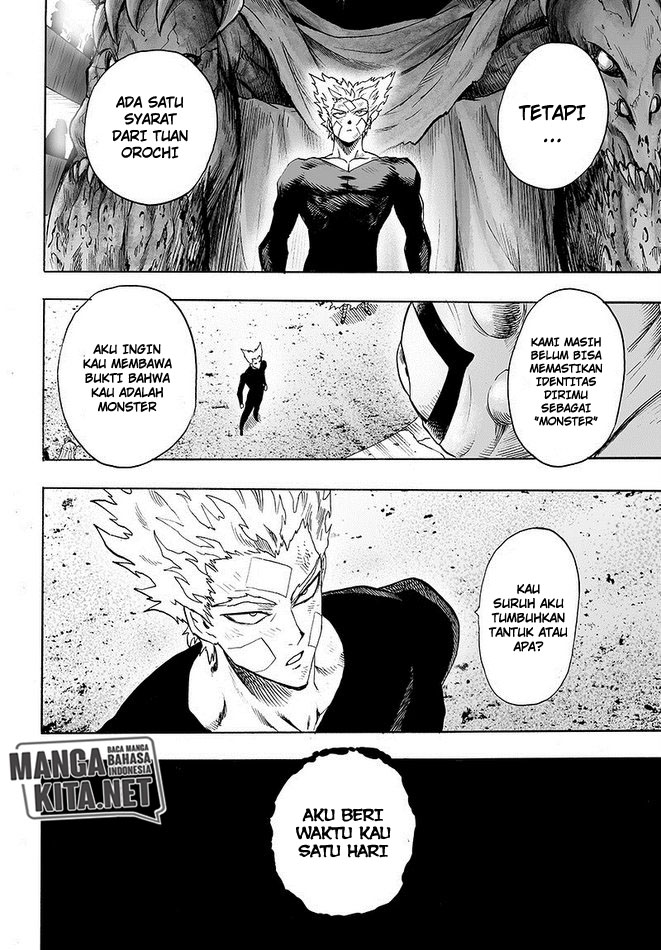 TETAPI
...
ADA SATU
SYARAT
DARI TUAN
OROCHI
KAMI MASIH
BELUM BISA
MEMASTIKAN
IDENTITAS
DIRIMU
SEBAGAI
"MONSTER"
AKU INGIN
KAU MEMBAWA
BUKTI BAHWA
KAU ADALAH
MONSTER
KAU
SURUH AKU
TUMBUHKAN
TANTUK ATAU
APA?
MANGA
KITA.NET
BACA MANGA
BAHASA
INDONESIA
AKU BERI
WAKTU KAU
SATU HARI